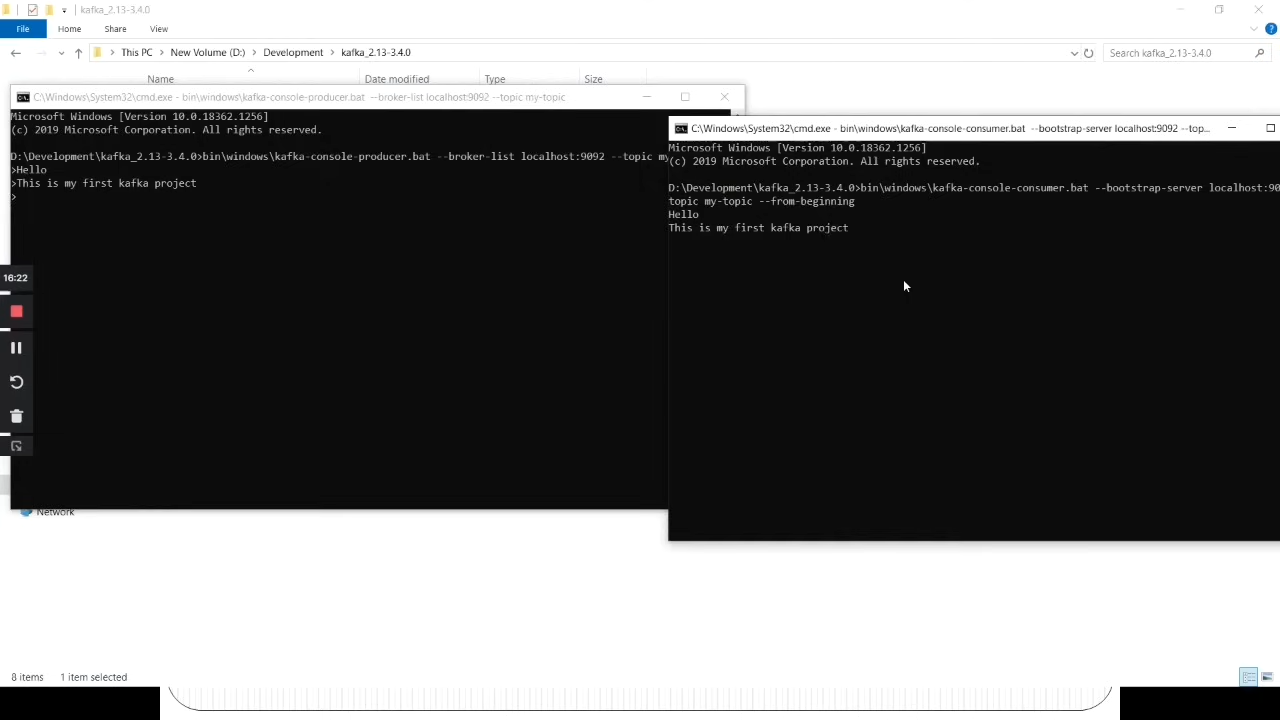 kafka_2.13-3.4.0
File Home Share View
This PC New Volume (D:) Development kafka_2.13-3.4.0
Search kafka_2.13-3.4.0
Name Date modified Type Size
C:\Windows\System32\cmd.exe - bin\windows\kafka-console-producer.bat --broker-list localhost:9092 --topic my-topic
Microsoft Windows [Version 10.0.18362.1256]
(c) 2019 Microsoft Corporation. All rights reserved.
D:\Development\kafka_2.13-3.4.0>bin\windows\kafka-console-producer.bat --broker-list localhost:9092 --topic my
>Hello
>This is my first kafka project
>
C:\Windows\System32\cmd.exe - bin\windows\kafka-console-consumer.bat --bootstrap-server localhost:9092 --top...
Microsoft Windows [Version 10.0.18362.1256]
(c) 2019 Microsoft Corporation. All rights reserved.
D:\Development\kafka_2.13-3.4.0>bin\windows\kafka-console-consumer.bat --bootstrap-server localhost:90
topic my-topic --from-beginning
Hello
This is my first kafka project
16:22
Network
8 items 1 item selected